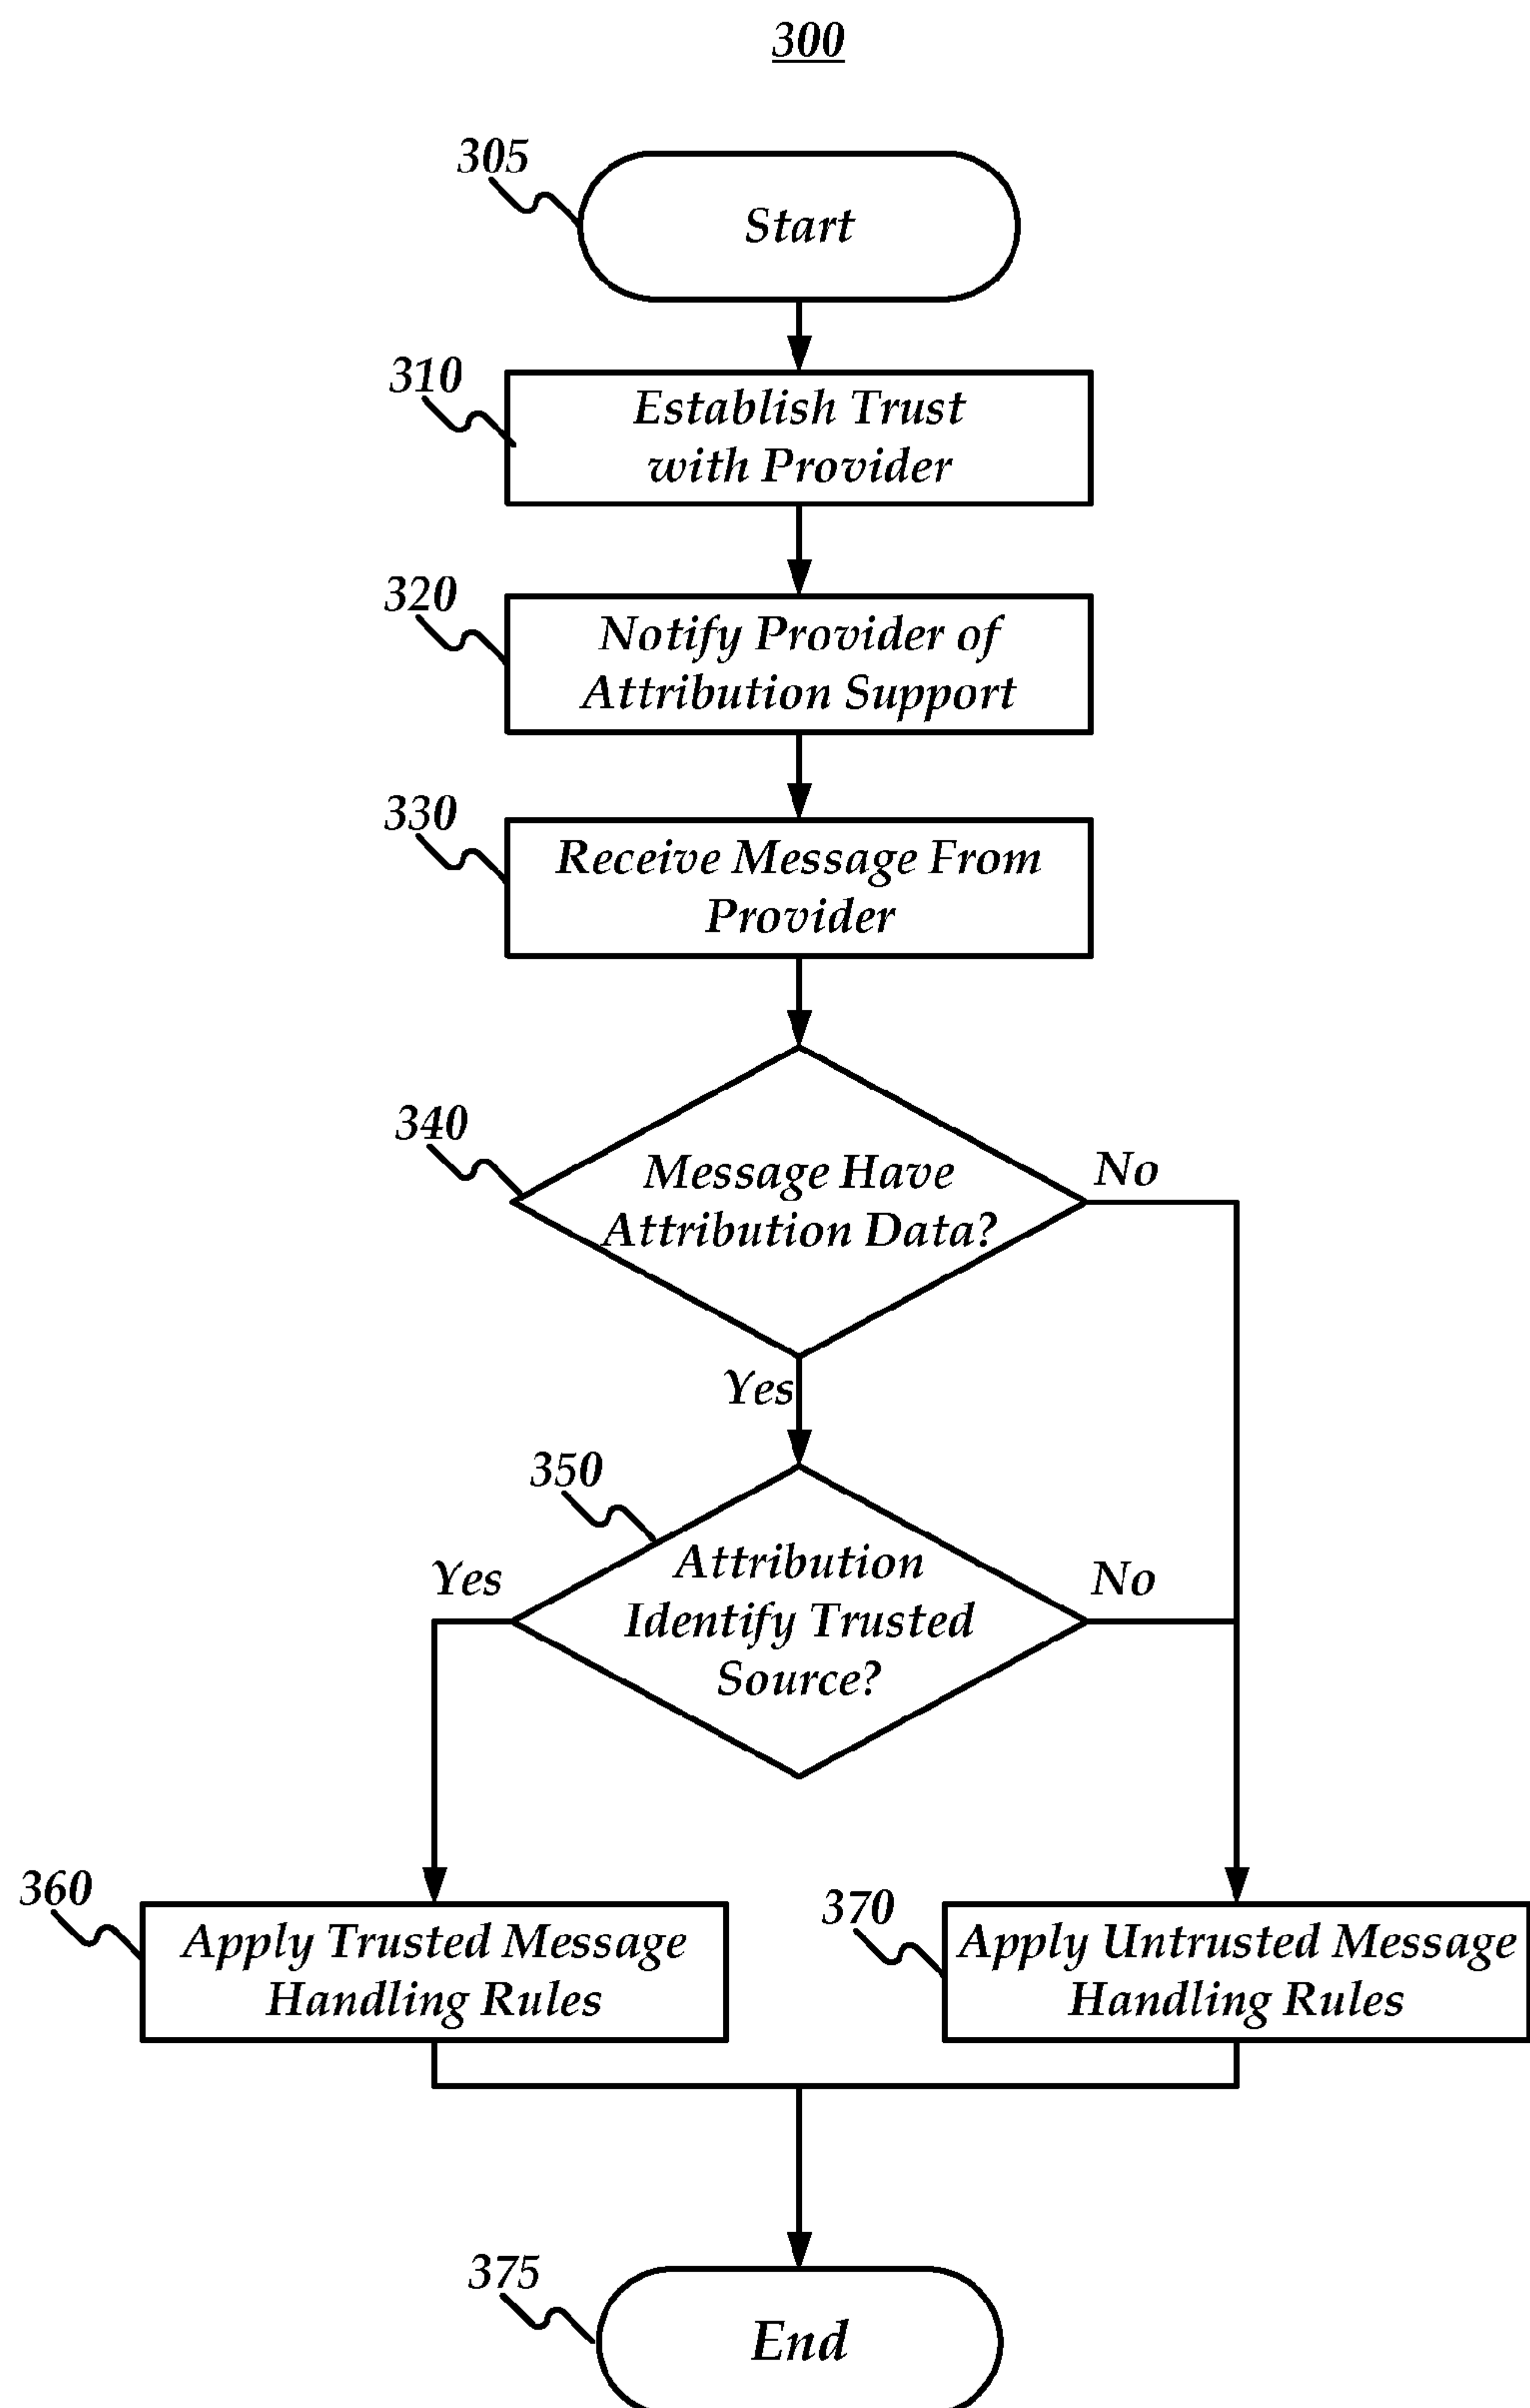 300
305
Start
310
Establish Trust
with Provider
320
Notify Provider of
Attribution Support
330
Receive Message From
Provider
340
Message Have
Attribution Data?
No
Yes
350
Attribution
Identify Trusted
Source?
Yes
No
360
Apply Trusted Message
Handling Rules
370
Apply Untrusted Message
Handling Rules
375
End